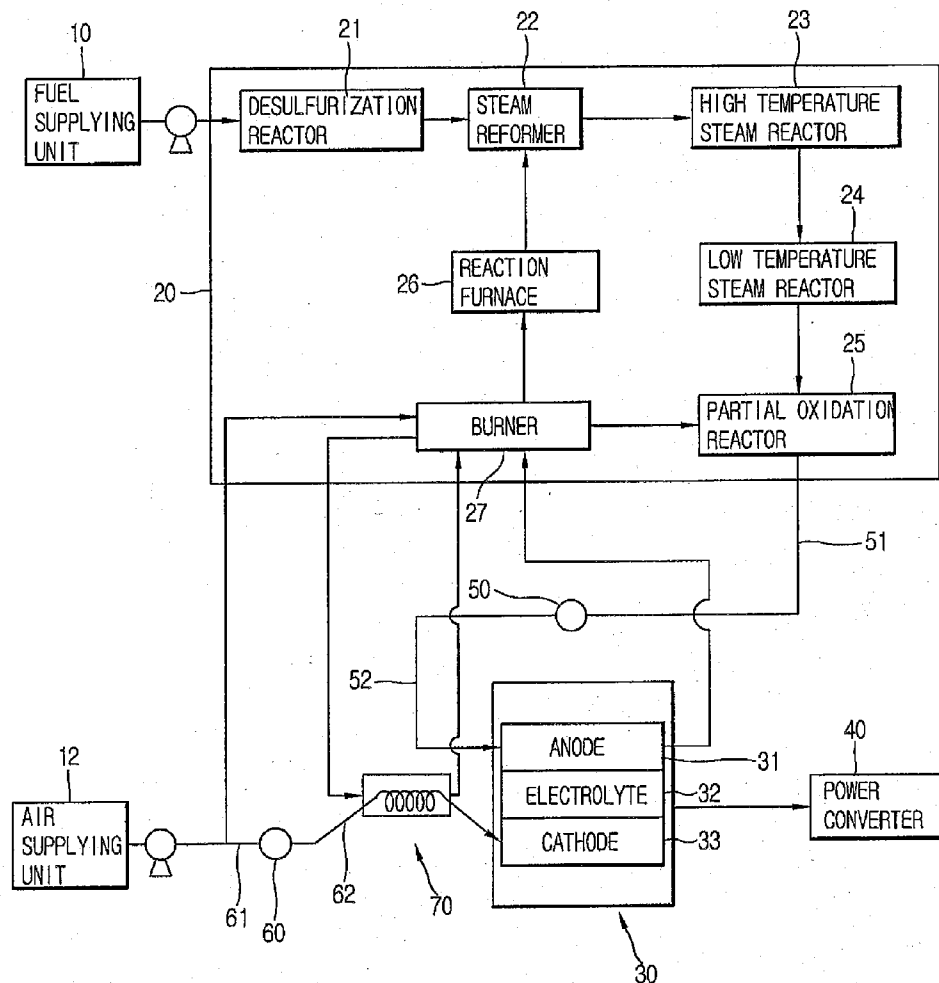 10
21
22
23
FUEL
SUPPLYING
UNIT
DESULFURIZATION
REACTOR
STEAM
REFORMER
HIGH TEMPERATURE
STEAM REACTOR
24
20
26
REACTION
FURNACE
LOW TEMPERATURE
STEAM REACTOR
25
BURNER
PARTIAL OXIDATION
REACTOR
27
51
50
52
12
ANODE
31
40
AIR
SUPPLYING
UNIT
ELECTROLYTE
32
POWER
CONVERTER
CATHODE
33
61
60
62
70
30